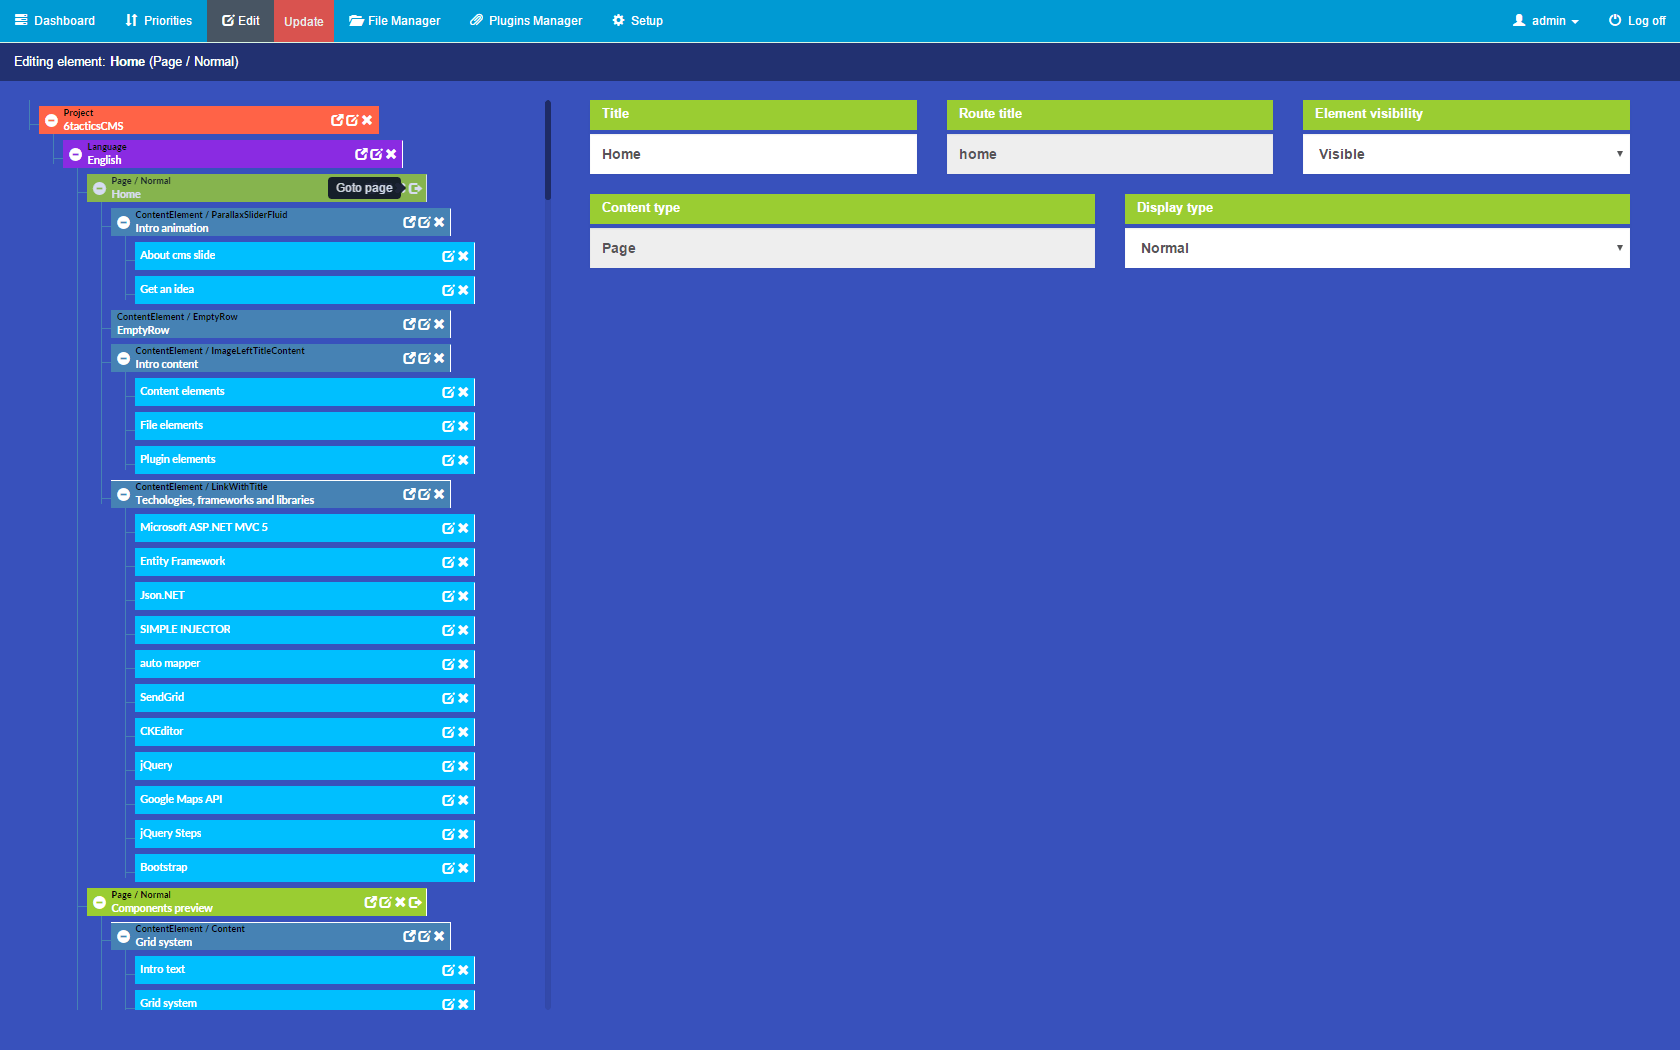 Dashboard Priorities Edit Update File Manager Plugins Manager Setup admin Log off
Editing element: Home (Page / Normal)
Project
6tacticsCMS
Language
English
Page / Normal
Home
Goto page
ContentElement / ParallaxSliderFluid
Intro animation
About cms slide
Get an idea
ContentElement / EmptyRow
EmptyRow
ContentElement / ImageLeftTitleContent
Intro content
Content elements
File elements
Plugin elements
ContentElement / LinkWithTitle
Techologies, frameworks and libraries
Microsoft ASP.NET MVC 5
Entity Framework
Json.NET
SIMPLE INJECTOR
auto mapper
SendGrid
CKEditor
jQuery
Google Maps API
jQuery Steps
Bootstrap
Page / Normal
Components preview
ContentElement / Content
Grid system
Intro text
Grid system
Title
Home
Route title
home
Element visibility
Visible
Content type
Page
Display type
Normal